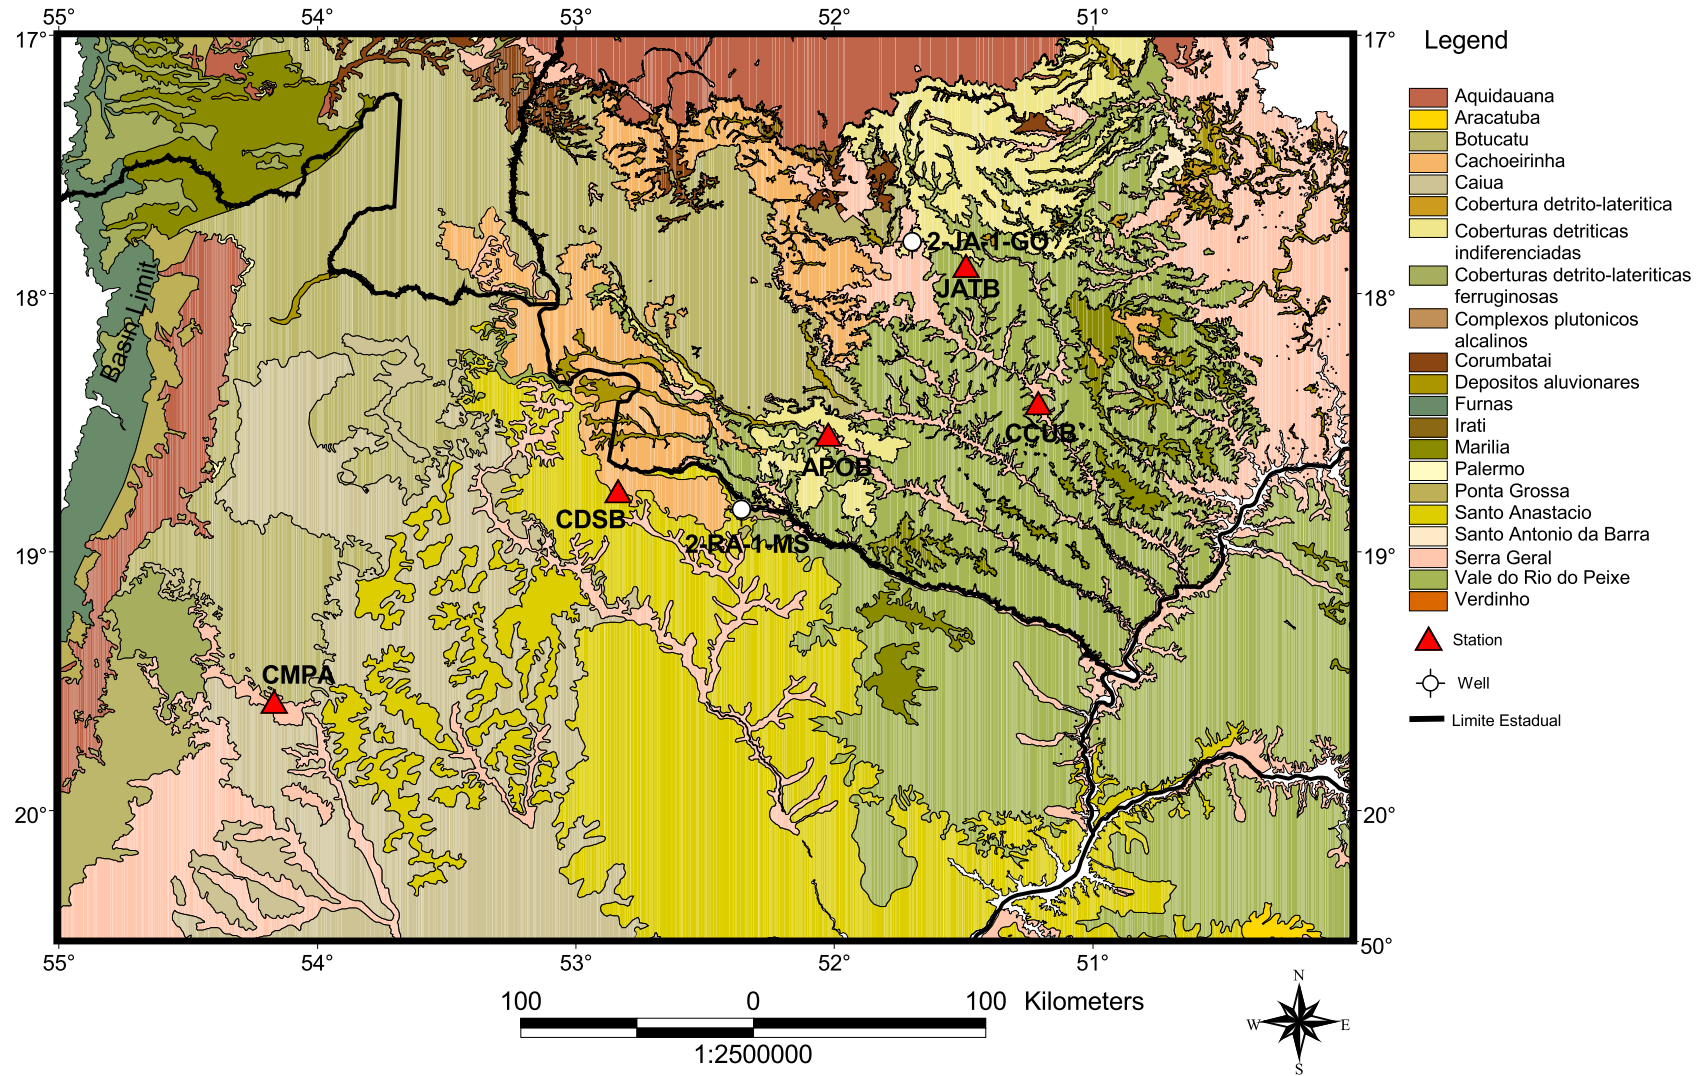 55°
54°
53°
52°
51°
17°
17°
Legend
Aquidauana
Aracatuba
Botucatu
Cachoeirinha
Caiua
Cobertura detrito-lateritica
Coberturas detriticas
indiferenciadas
Coberturas detrito-lateriticas
ferruginosas
Complexos plutonicos
alcalinos
Corumbatai
Depositos aluvionares
Furnas
Irati
Marilia
Palermo
Ponta Grossa
Santo Anastacio
Santo Antonio da Barra
Serra Geral
Vale do Rio do Peixe
Verdinho
Station
Well
Limite Estadual
2-JA-1-GO
JATB
18°
18°
Basin Limit
CCUB
APOB
CDSB
2-RA-1-MS
19°
19°
CMPA
20°
20°
50°
55°
54°
53°
52°
51°
100
0
100
Kilometers
1:2500000
N
W
E
S